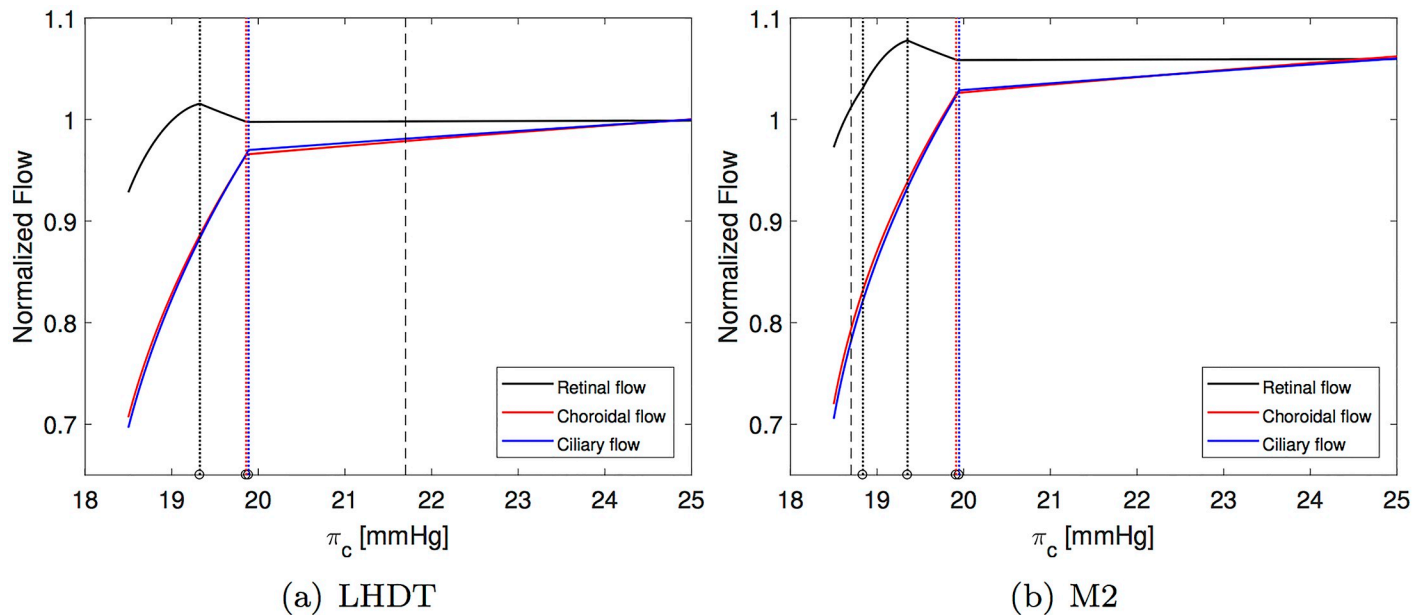 1.1
1
0.9
0.8
0.7
Normalized Flow
18 19 20 21 22 23 24 25
π_c [mmHg]
Retinal flow
Choroidal flow
Ciliary flow
(a) LHDT
1.1
1
0.9
0.8
0.7
Normalized Flow
18 19 20 21 22 23 24 25
π_c [mmHg]
Retinal flow
Choroidal flow
Ciliary flow
(b) M2